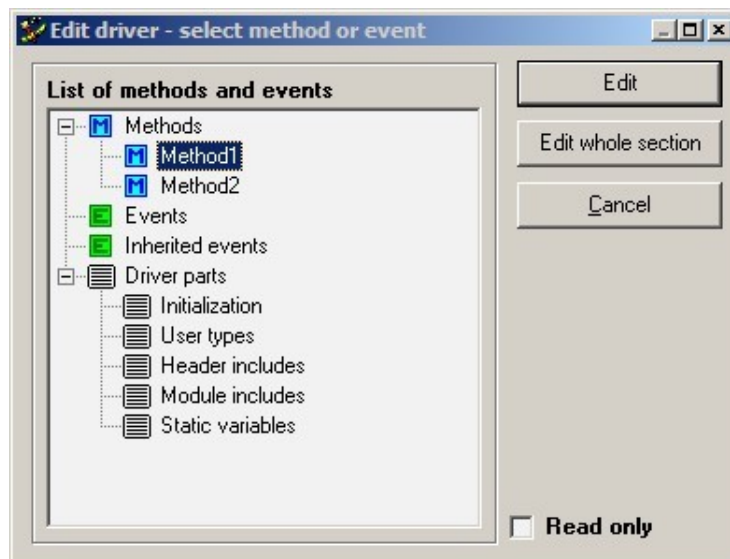 Edit driver - select method or event
List of methods and events
Methods
Method1
Method2
Events
Inherited events
Driver parts
Initialization
User types
Header includes
Module includes
Static variables
Edit
Edit whole section
Cancel
Read only